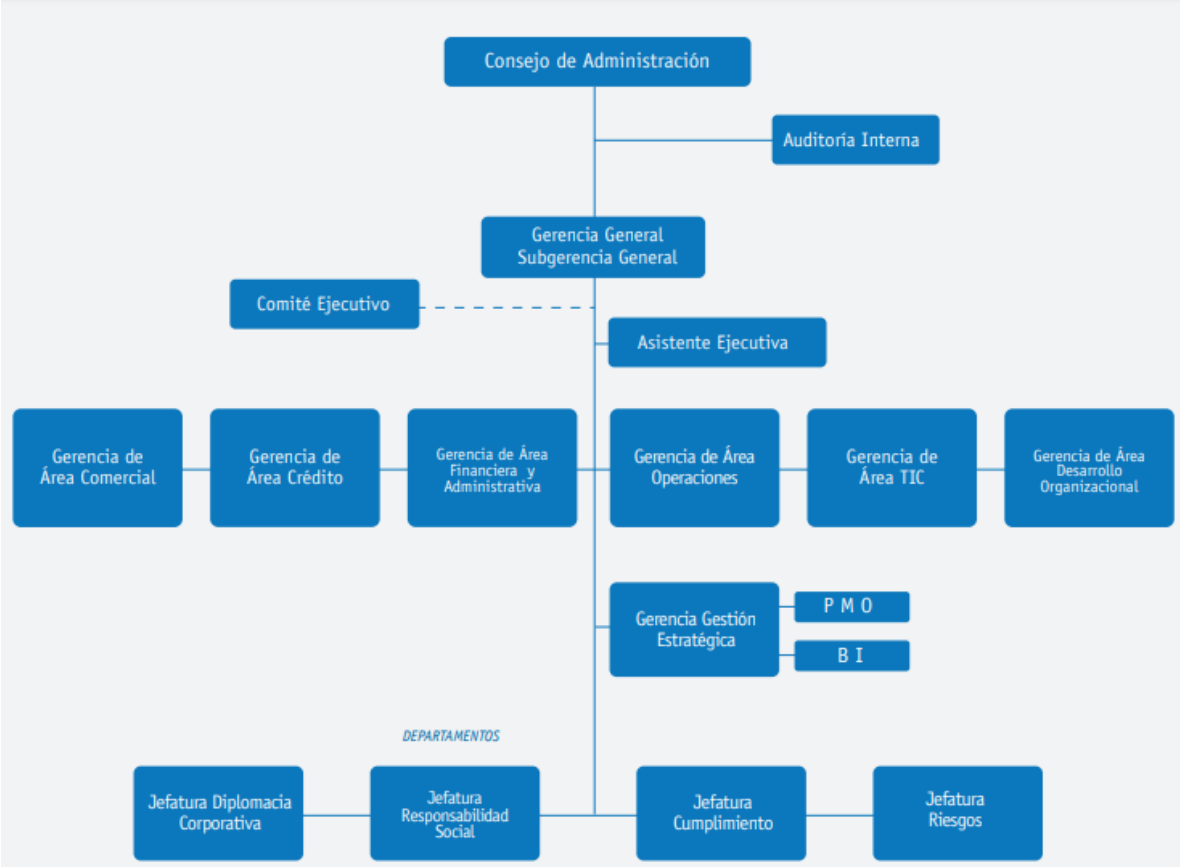 Consejo de Administración
Auditoría Interna
Gerencia General
Subgerencia General
Comité Ejecutivo
Asistente Ejecutiva
Gerencia de
Área Comercial
Gerencia de
Área Crédito
Gerencia de Área
Financiera y
Administrativa
Gerencia de Área
Operaciones
Gerencia de
Área TIC
Gerencia de Área
Desarrollo
Organizacional
Gerencia Gestión
Estratégica
P M O
B I
DEPARTAMENTOS
Jefatura Diplomacia
Corporativa
Jefatura
Responsabilidad
Social
Jefatura
Cumplimiento
Jefatura
Riesgos